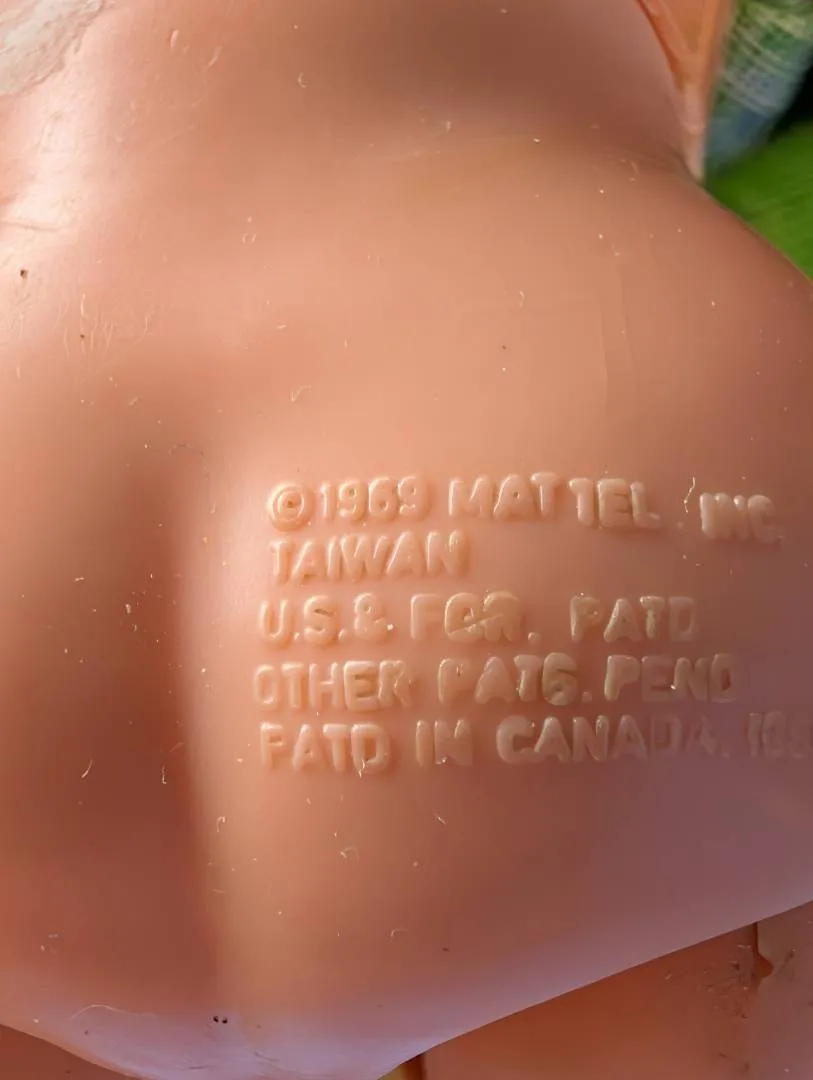 ©1969 MATTEL, INC.
TAIWAN
U.S.& FOR. PATD
OTHER PATS. PEND
PATD IN CANADA.